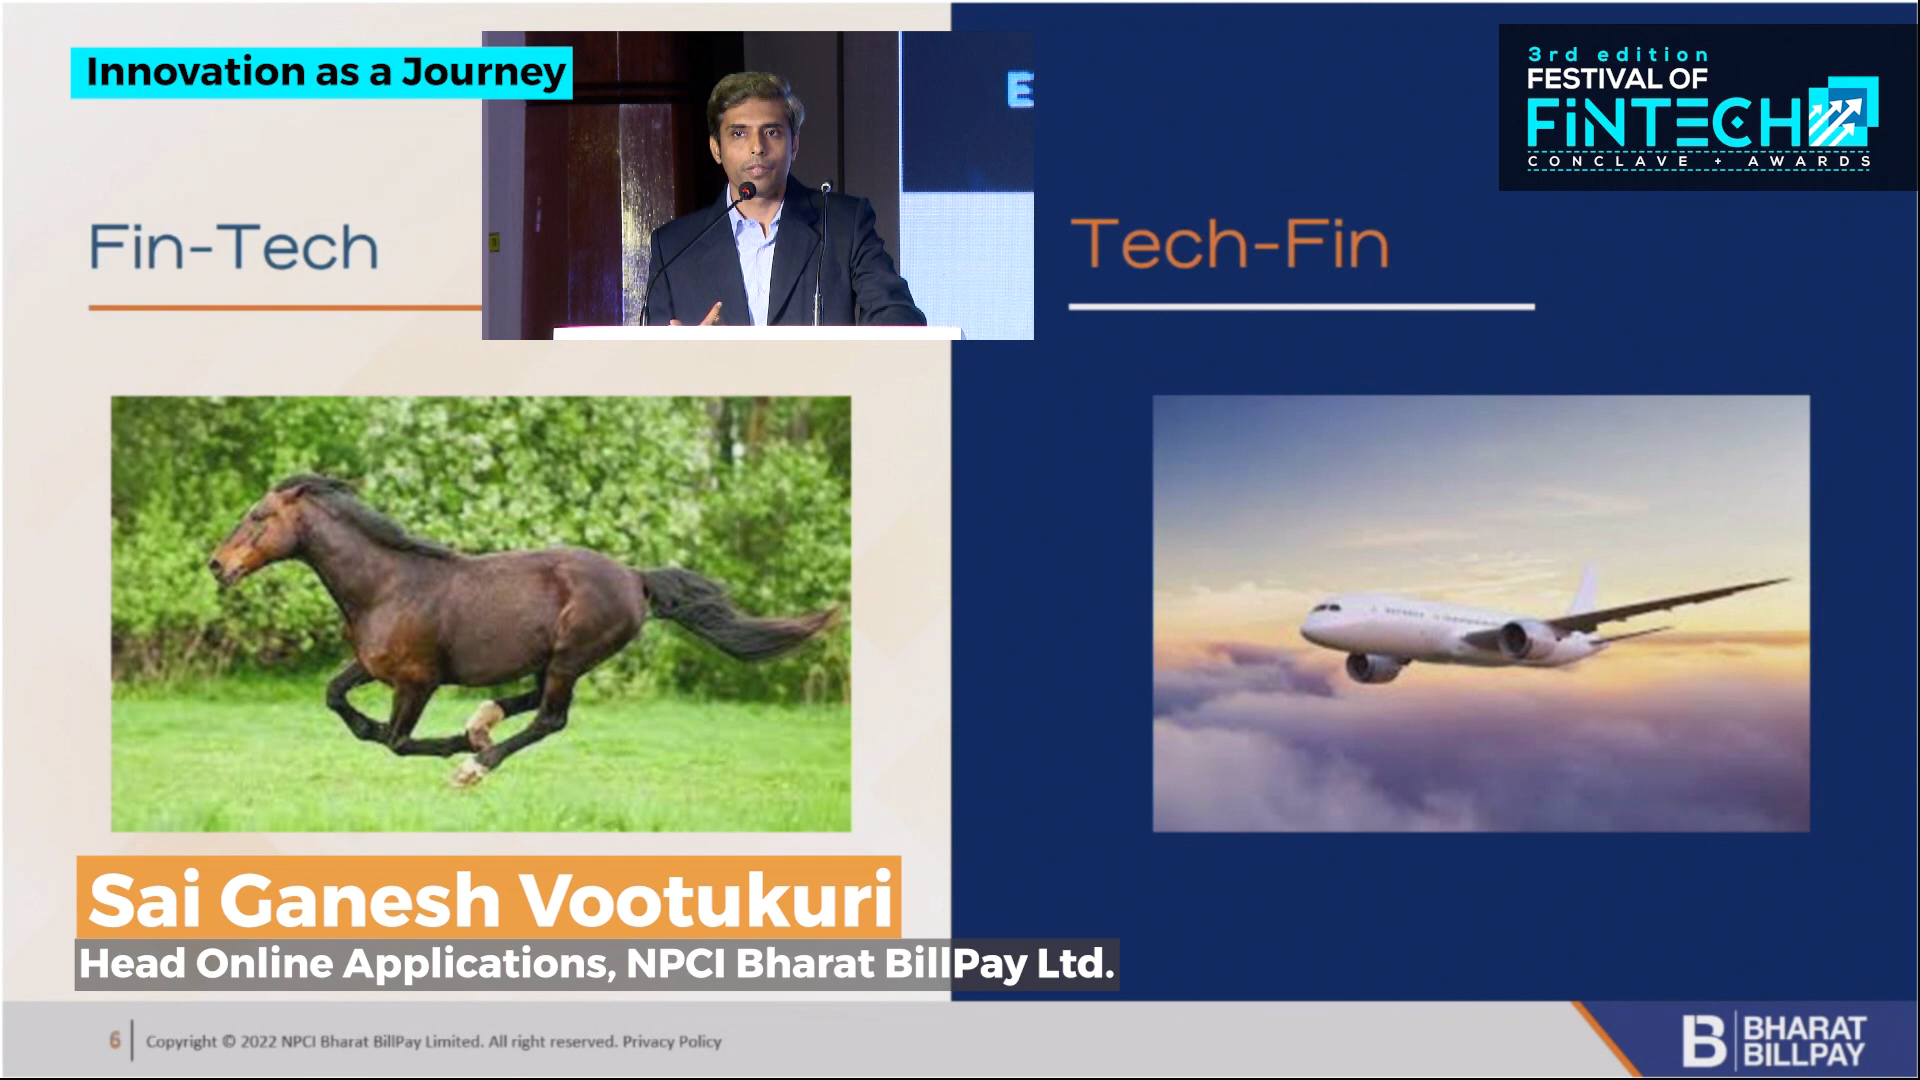 Innovation as a Journey
E
3rd edition
FESTIVAL OF
FiNTECH
CONCLAVE + AWARDS
Fin-Tech
Tech-Fin
Sai Ganesh Vootukuri
Head Online Applications, NPCI Bharat BillPay Ltd.
6
Copyright © 2022 NPCI Bharat BillPay Limited. All right reserved. Privacy Policy
B
BHARAT
BILLPAY